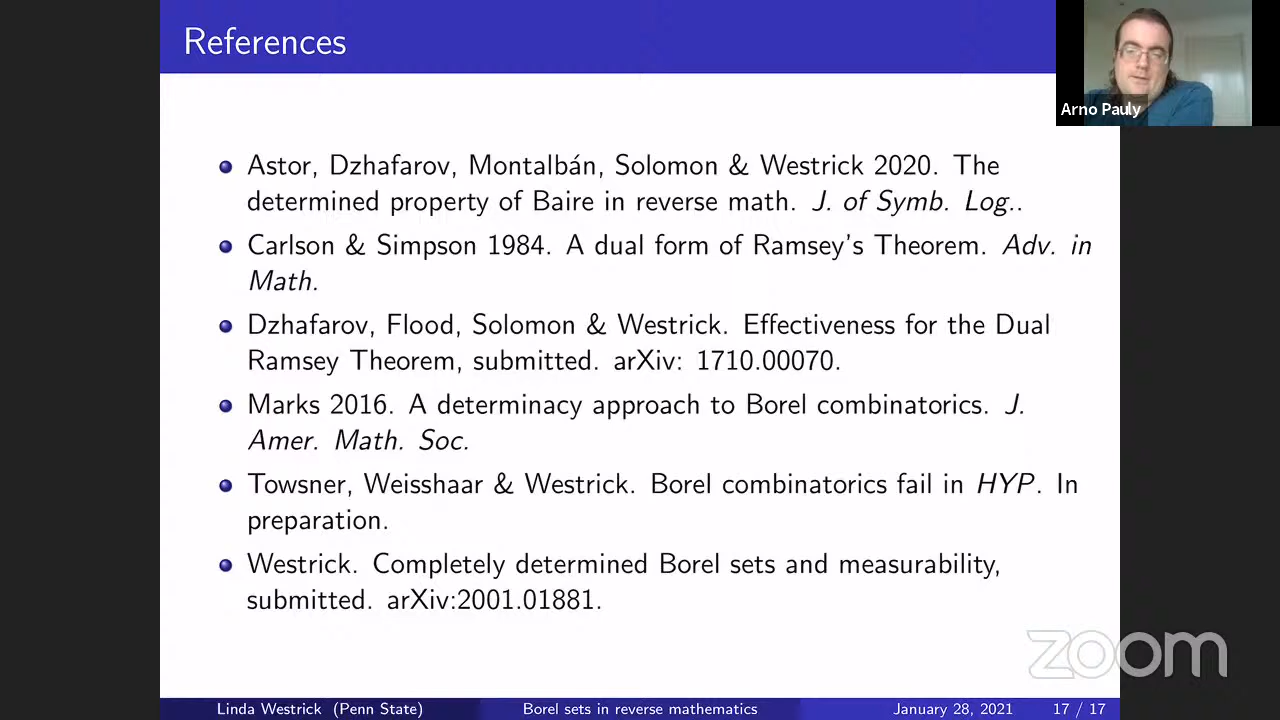 References
Arno Pauly
Astor, Dzhafarov, Montalbán, Solomon & Westrick 2020. The
determined property of Baire in reverse math. J. of Symb. Log..
Carlson & Simpson 1984. A dual form of Ramsey's Theorem. Adv. in
Math.
Dzhafarov, Flood, Solomon & Westrick. Effectiveness for the Dual
Ramsey Theorem, submitted. arXiv: 1710.00070.
Marks 2016. A determinacy approach to Borel combinatorics. J.
Amer. Math. Soc.
Towsner, Weisshaar & Westrick. Borel combinatorics fail in HYP. In
preparation.
Westrick. Completely determined Borel sets and measurability,
submitted. arXiv:2001.01881.
zoom
Linda Westrick (Penn State) Borel sets in reverse mathematics January 28, 2021 17 / 17